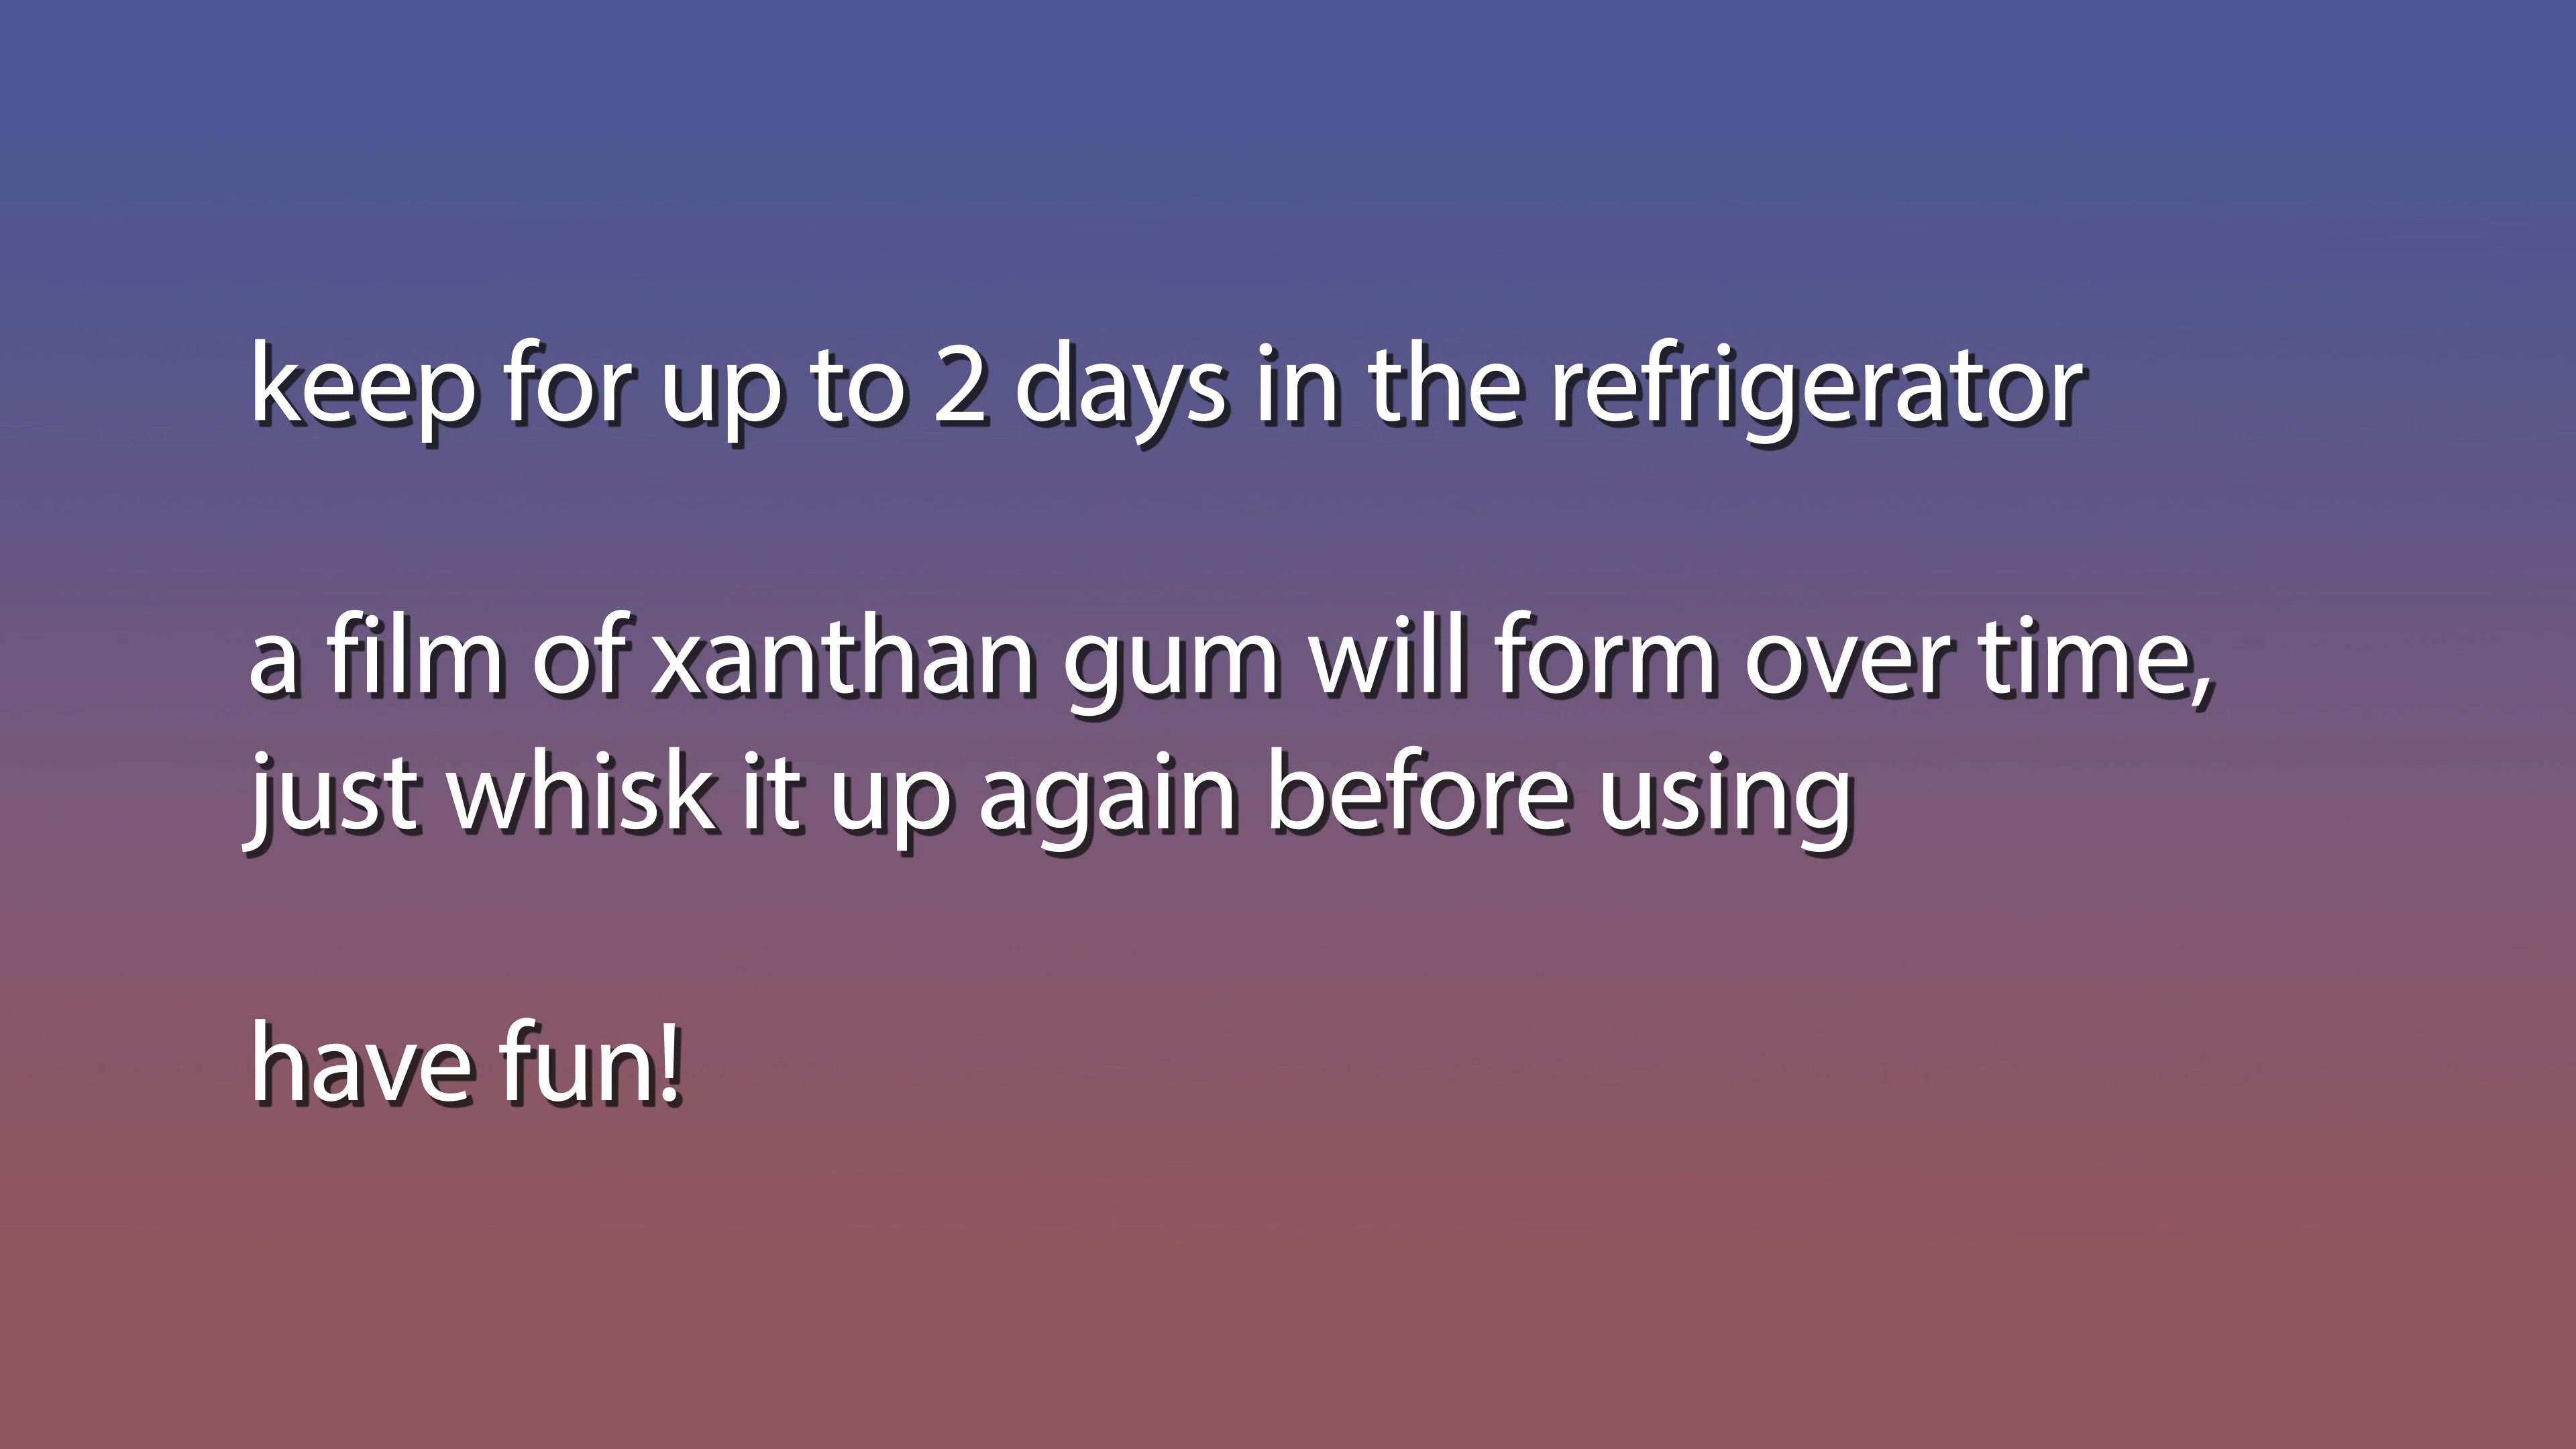 keep for up to 2 days in the refrigerator
a film of xanthan gum will form over time,
just whisk it up again before using
have fun!